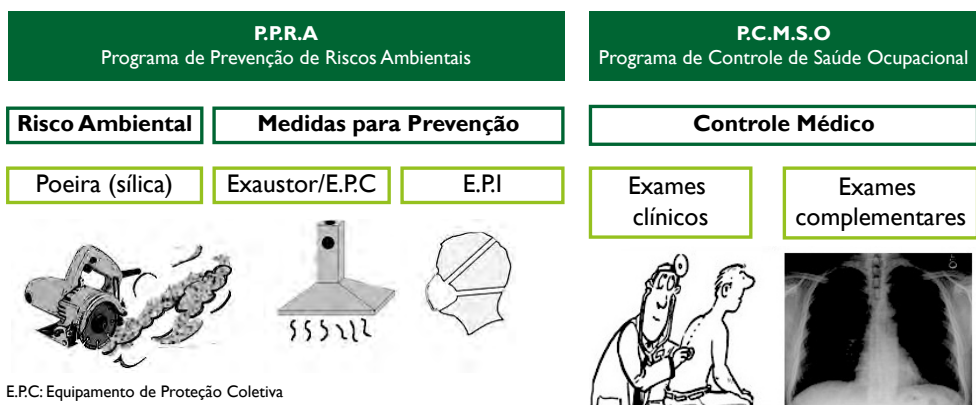 P.P.R.A
Programa de Prevenção de Riscos Ambientais
P.C.M.S.O
Programa de Controle de Saúde Ocupacional
Risco Ambiental
Medidas para Prevenção
Controle Médico
Poeira (sílica)
Exaustor/E.P.C
E.P.I
Exames
clínicos
Exames
complementares
E.P.C: Equipamento de Proteção Coletiva